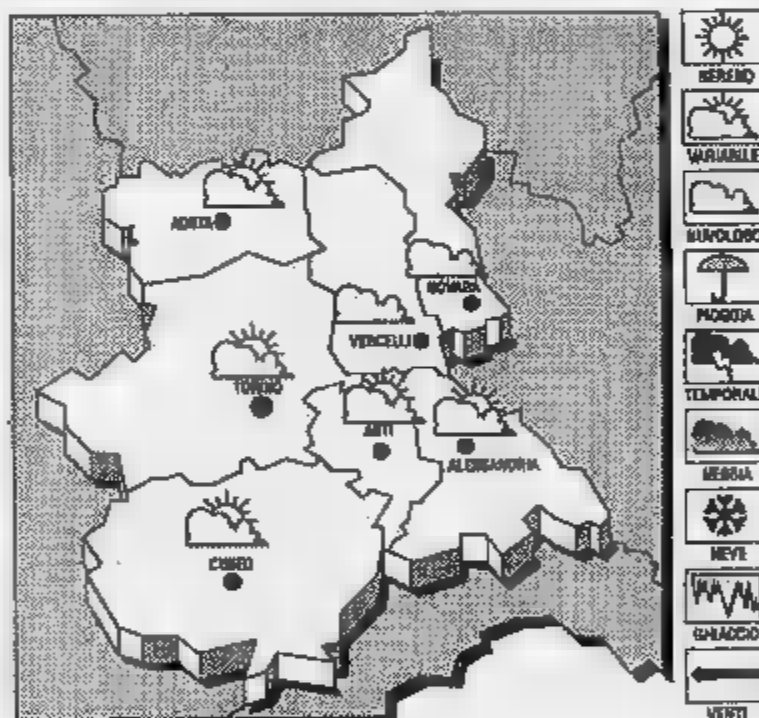 AOSTA
NOVARA
VERCELLI
TORINO
ASTI
ALESSANDRIA
CUNEO
SERENO
VARIABILE
NUVOLOSO
PIOGGIA
TEMPORALE
NEBBIA
NEVE
GHIACCIO
VENTI